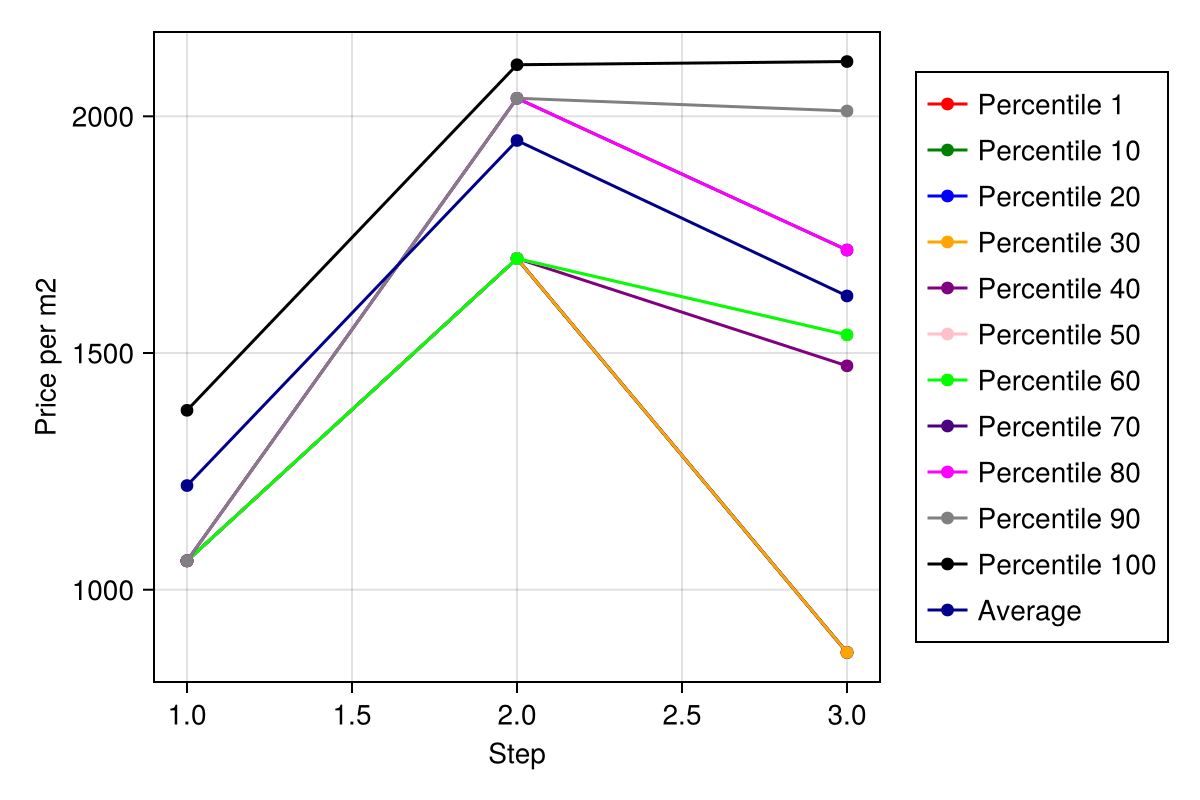 2000
1500
1000
Price per m2
1.0 1.5 2.0 2.5 3.0
Step
Percentile 1
Percentile 10
Percentile 20
Percentile 30
Percentile 40
Percentile 50
Percentile 60
Percentile 70
Percentile 80
Percentile 90
Percentile 100
Average